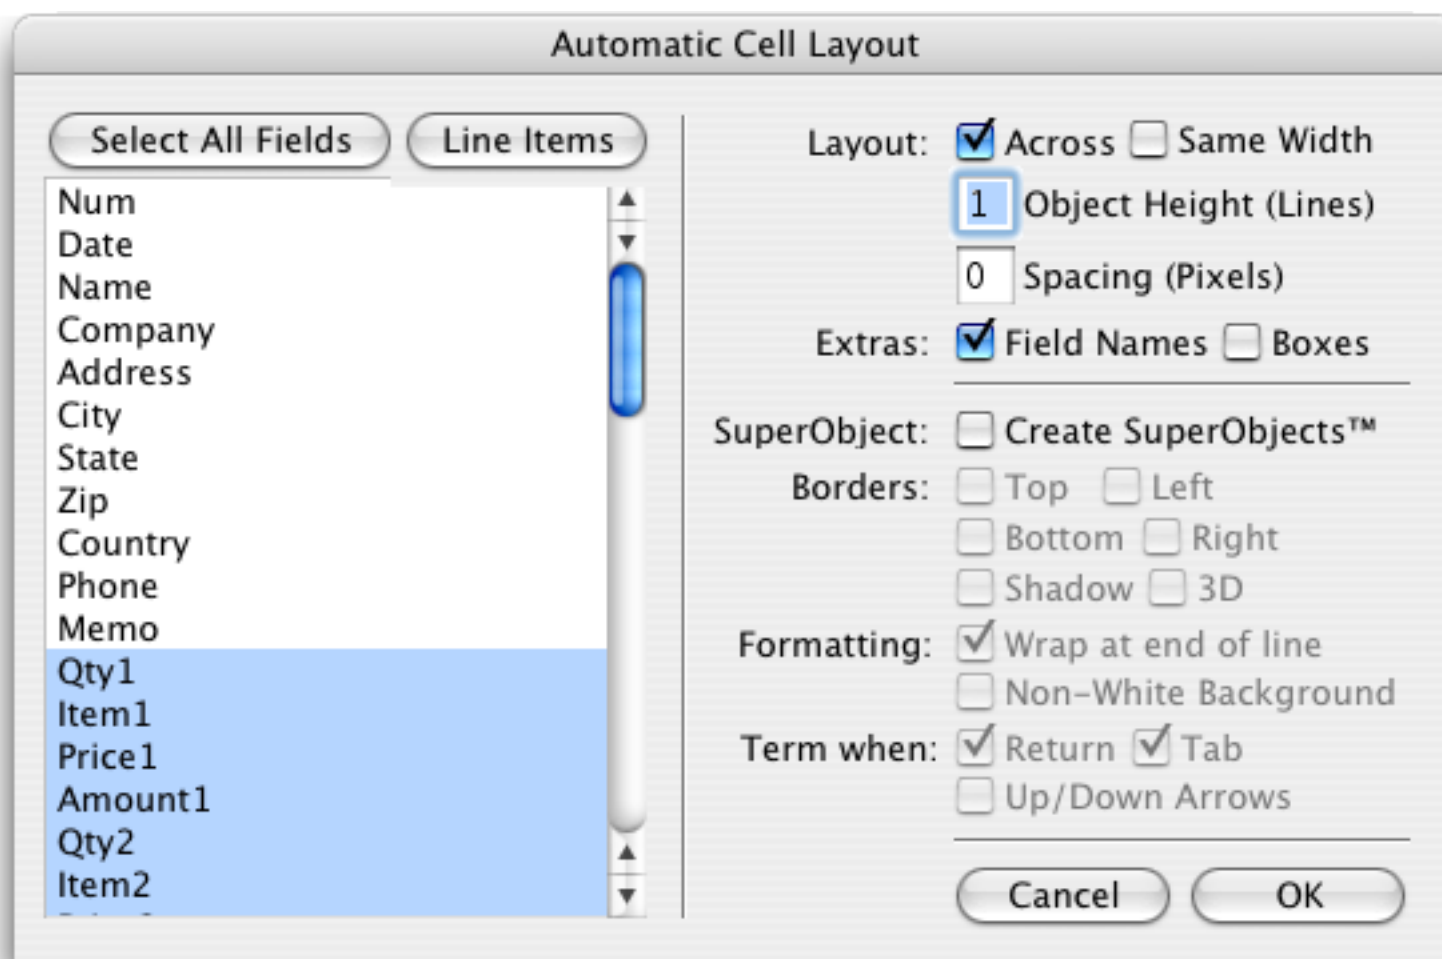 Automatic Cell Layout
Select All Fields Line Items
Num
Date
Name
Company
Address
City
State
Zip
Country
Phone
Memo
Qty1
Item1
Price1
Amount1
Qty2
Item2
Layout: Across Same Width
1 Object Height (Lines)
0 Spacing (Pixels)
Extras: Field Names Boxes
SuperObject: Create SuperObjects™
Borders: Top Left
Bottom Right
Shadow 3D
Formatting: Wrap at end of line
Non-White Background
Term when: Return Tab
Up/Down Arrows
Cancel OK